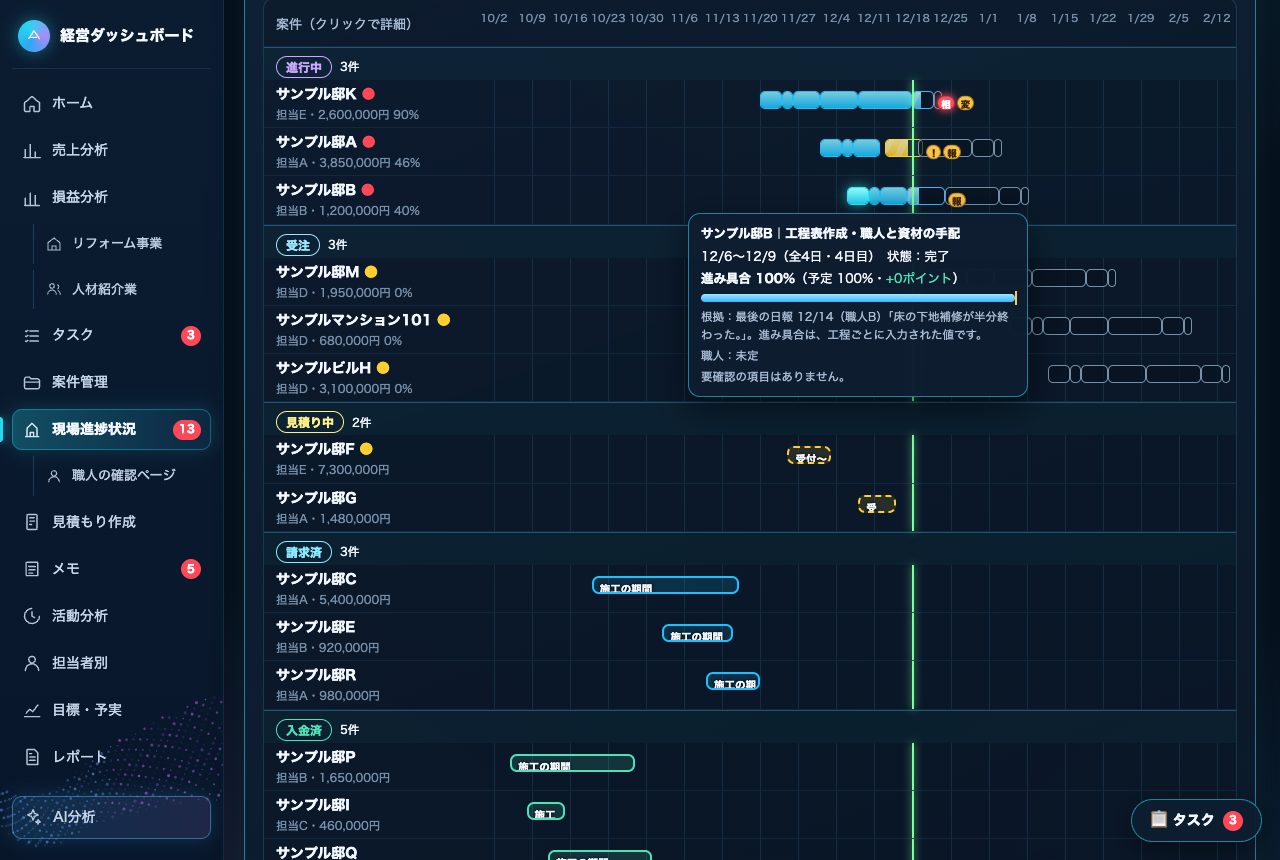 経営ダッシュボード
ホーム
売上分析
損益分析
リフォーム事業
人材紹介業
タスク 3
案件管理
現場進捗状況 13
職人の確認ページ
見積もり作成
メモ 5
活動分析
担当者別
目標・予実
レポート
AI分析
案件（クリックで詳細） 10/2 10/9 10/16 10/23 10/30 11/6 11/13 11/20 11/27 12/4 12/11 12/18 12/25 1/1 1/8 1/15 1/22 1/29 2/5 2/12
進行中 3件
サンプル邸K
担当E・2,600,000円 90%
相 変
サンプル邸A
担当A・3,850,000円 46%
! 報
サンプル邸B
担当B・1,200,000円 40%
報
サンプル邸B｜工程表作成・職人と資材の手配
12/6〜12/9（全4日・4日目） 状態：完了
進み具合 100%（予定 100%・+0ポイント）
根拠：最後の日報 12/14（職人B）「床の下地補修が半分終
わった。」。進み具合は、工程ごとに入力された値です。
職人：未定
要確認の項目はありません。
受注 3件
サンプル邸M
担当D・1,950,000円 0%
サンプルマンション101
担当D・680,000円 0%
サンプルビルH
担当D・3,100,000円 0%
見積り中 2件
サンプル邸F
担当E・7,300,000円
受付〜
サンプル邸G
担当A・1,480,000円
受
請求済 3件
サンプル邸C
担当A・5,400,000円
施工の期間
サンプル邸E
担当B・920,000円
施工の期間
サンプル邸R
担当A・980,000円
施工の期
入金済 5件
サンプル邸P
担当B・1,650,000円
施工の期間
サンプル邸I
担当C・460,000円
施工
サンプル邸Q
施工の期間
タスク 3